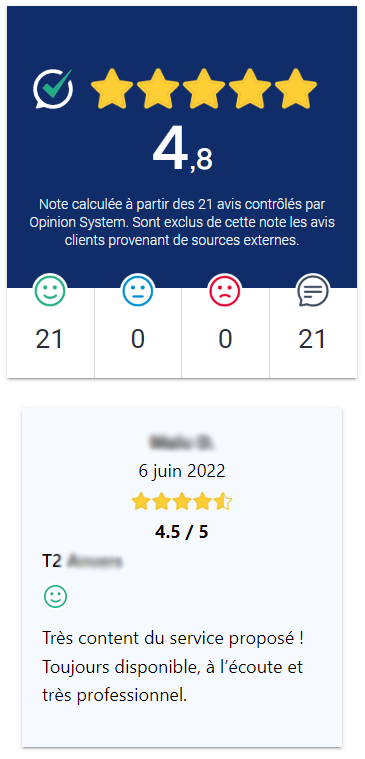 4,8
Note calculée à partir des 21 avis contrôlés par
Opinion System. Sont exclus de cette note les avis
clients provenant de sources externes.
21
0
0
21
6 juin 2022
4.5 / 5
T2
Très content du service proposé !
Toujours disponible, à l’écoute et
très professionnel.